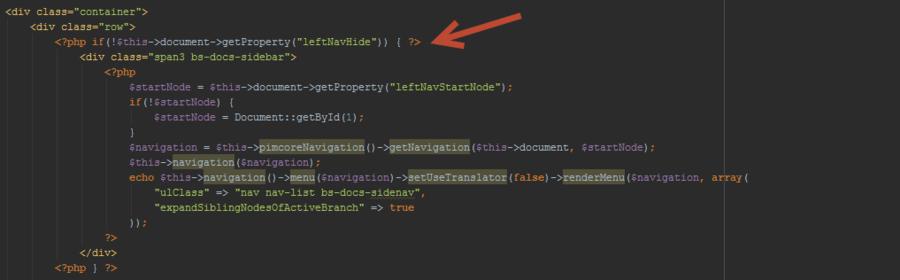 <div class="container">
<div class="row">
<?php if(!$this->document->getProperty("leftNavHide")) { ?>
<div class="span3 bs-docs-sidebar">
<?php
$startNode = $this->document->getProperty("leftNavStartNode");
if(!$startNode) {
$startNode = Document::getById(1);
}
$navigation = $this->pimcoreNavigation()->getNavigation($this->document, $startNode);
$this->navigation($navigation);
echo $this->navigation()->menu($navigation)->setUseTranslator(false)->renderMenu($navigation, array(
"ulClass" => "nav nav-list bs-docs-sidenav",
"expandSiblingNodesOfActiveBranch" => true
));
?>
</div>
<?php } ?>